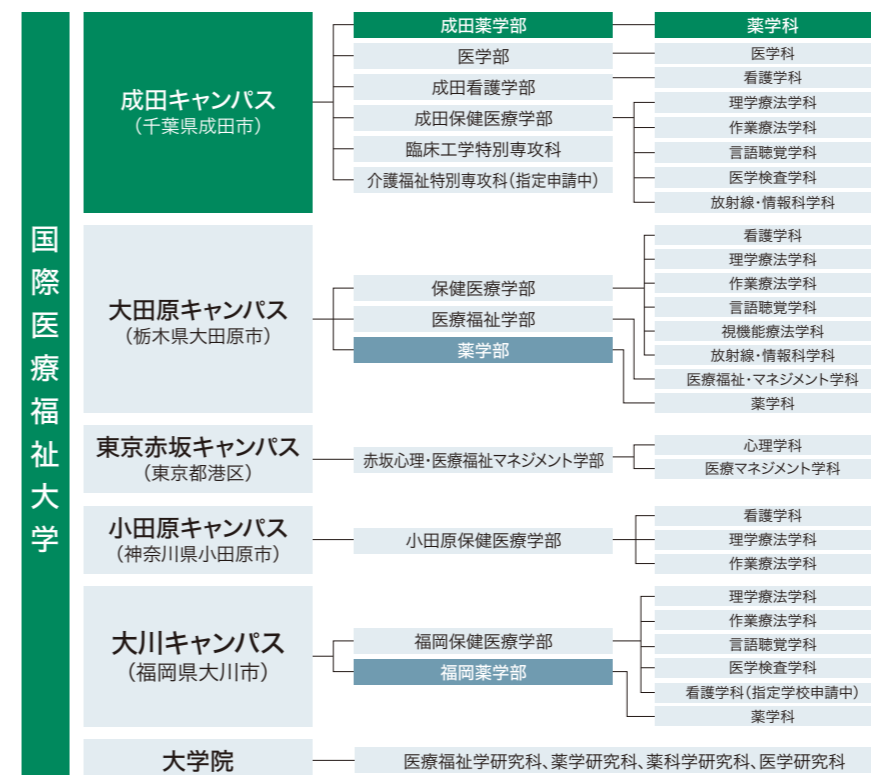 国際医療福祉大学
成田キャンパス
（千葉県成田市）
成田薬学部
医学部
成田看護学部
成田保健医療学部
臨床工学特別専攻科
介護福祉特別専攻科（指定申請中）
薬学科
医学科
看護学科
理学療法学科
作業療法学科
言語聴覚学科
医学検査学科
放射線・情報科学科
大田原キャンパス
（栃木県大田原市）
保健医療学部
医療福祉学部
薬学部
看護学科
理学療法学科
作業療法学科
言語聴覚学科
視機能療法学科
放射線・情報科学科
医療福祉・マネジメント学科
薬学科
東京赤坂キャンパス
（東京都港区）
赤坂心理・医療福祉マネジメント学部
心理学科
医療マネジメント学科
小田原キャンパス
（神奈川県小田原市）
小田原保健医療学部
看護学科
理学療法学科
作業療法学科
大川キャンパス
（福岡県大川市）
福岡保健医療学部
福岡薬学部
理学療法学科
作業療法学科
言語聴覚学科
医学検査学科
看護学科（指定学校申請中）
薬学科
大学院
医療福祉学研究科、薬学研究科、薬科学研究科、医学研究科